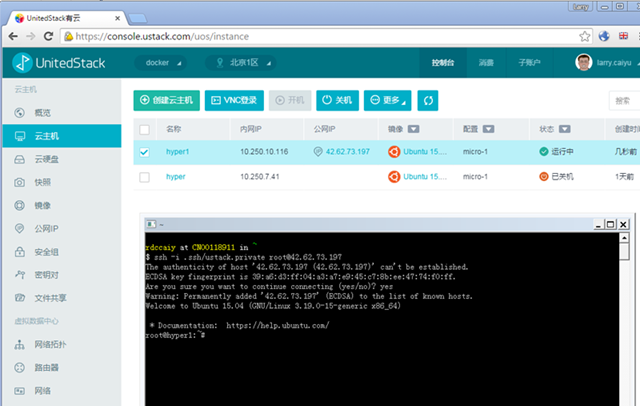 Larry
UnitedStack有云
https://console.ustack.com/uos/instance
UnitedStack
docker
北京1区
控制台
消费
子账户
larry.caiyu
云主机
概览
云主机
云硬盘
快照
镜像
公网IP
安全组
密钥对
文件共享
虚拟数据中心
网络拓扑
路由器
网络
创建云主机
VNC登录
开机
关机
更多
搜索
名称 内网IP 公网IP 镜像 配置 状态 创建时间
hyper1 10.250.10.116 42.62.73.197 Ubuntu 15.... micro-1 运行中 几秒前
hyper 10.250.7.41 Ubuntu 15.... micro-1 已关机 1天前
~
rdccaiy at CN00118911 in ~
$ ssh -i .ssh/ustack.private root@42.62.73.197
The authenticity of host '42.62.73.197 (42.62.73.197)' can't be established.
ECDSA key fingerprint is 39:a6:d3:ff:04:a3:a7:e9:45:c7:8b:ee:47:74:f0:ff.
Are you sure you want to continue connecting (yes/no)? yes
Warning: Permanently added '42.62.73.197' (ECDSA) to the list of known hosts.
Welcome to Ubuntu 15.04 (GNU/Linux 3.19.0-15-generic x86_64)
* Documentation: https://help.ubuntu.com/
root@hyper1:~#